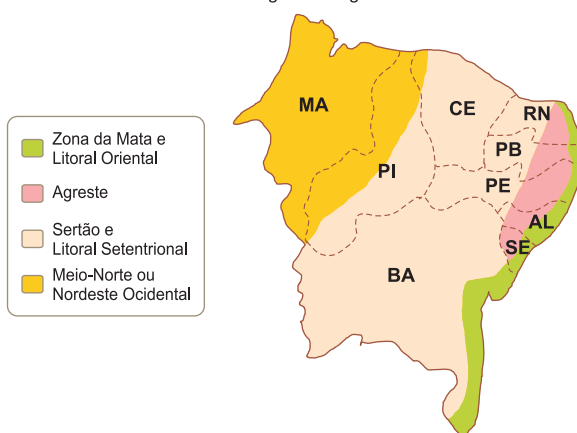 Zona da Mata e
Litoral Oriental
Agreste
Sertão e
Litoral Setentrional
Meio-Norte ou
Nordeste Ocidental
MA
CE
RN
PB
PI
PE
AL
SE
BA